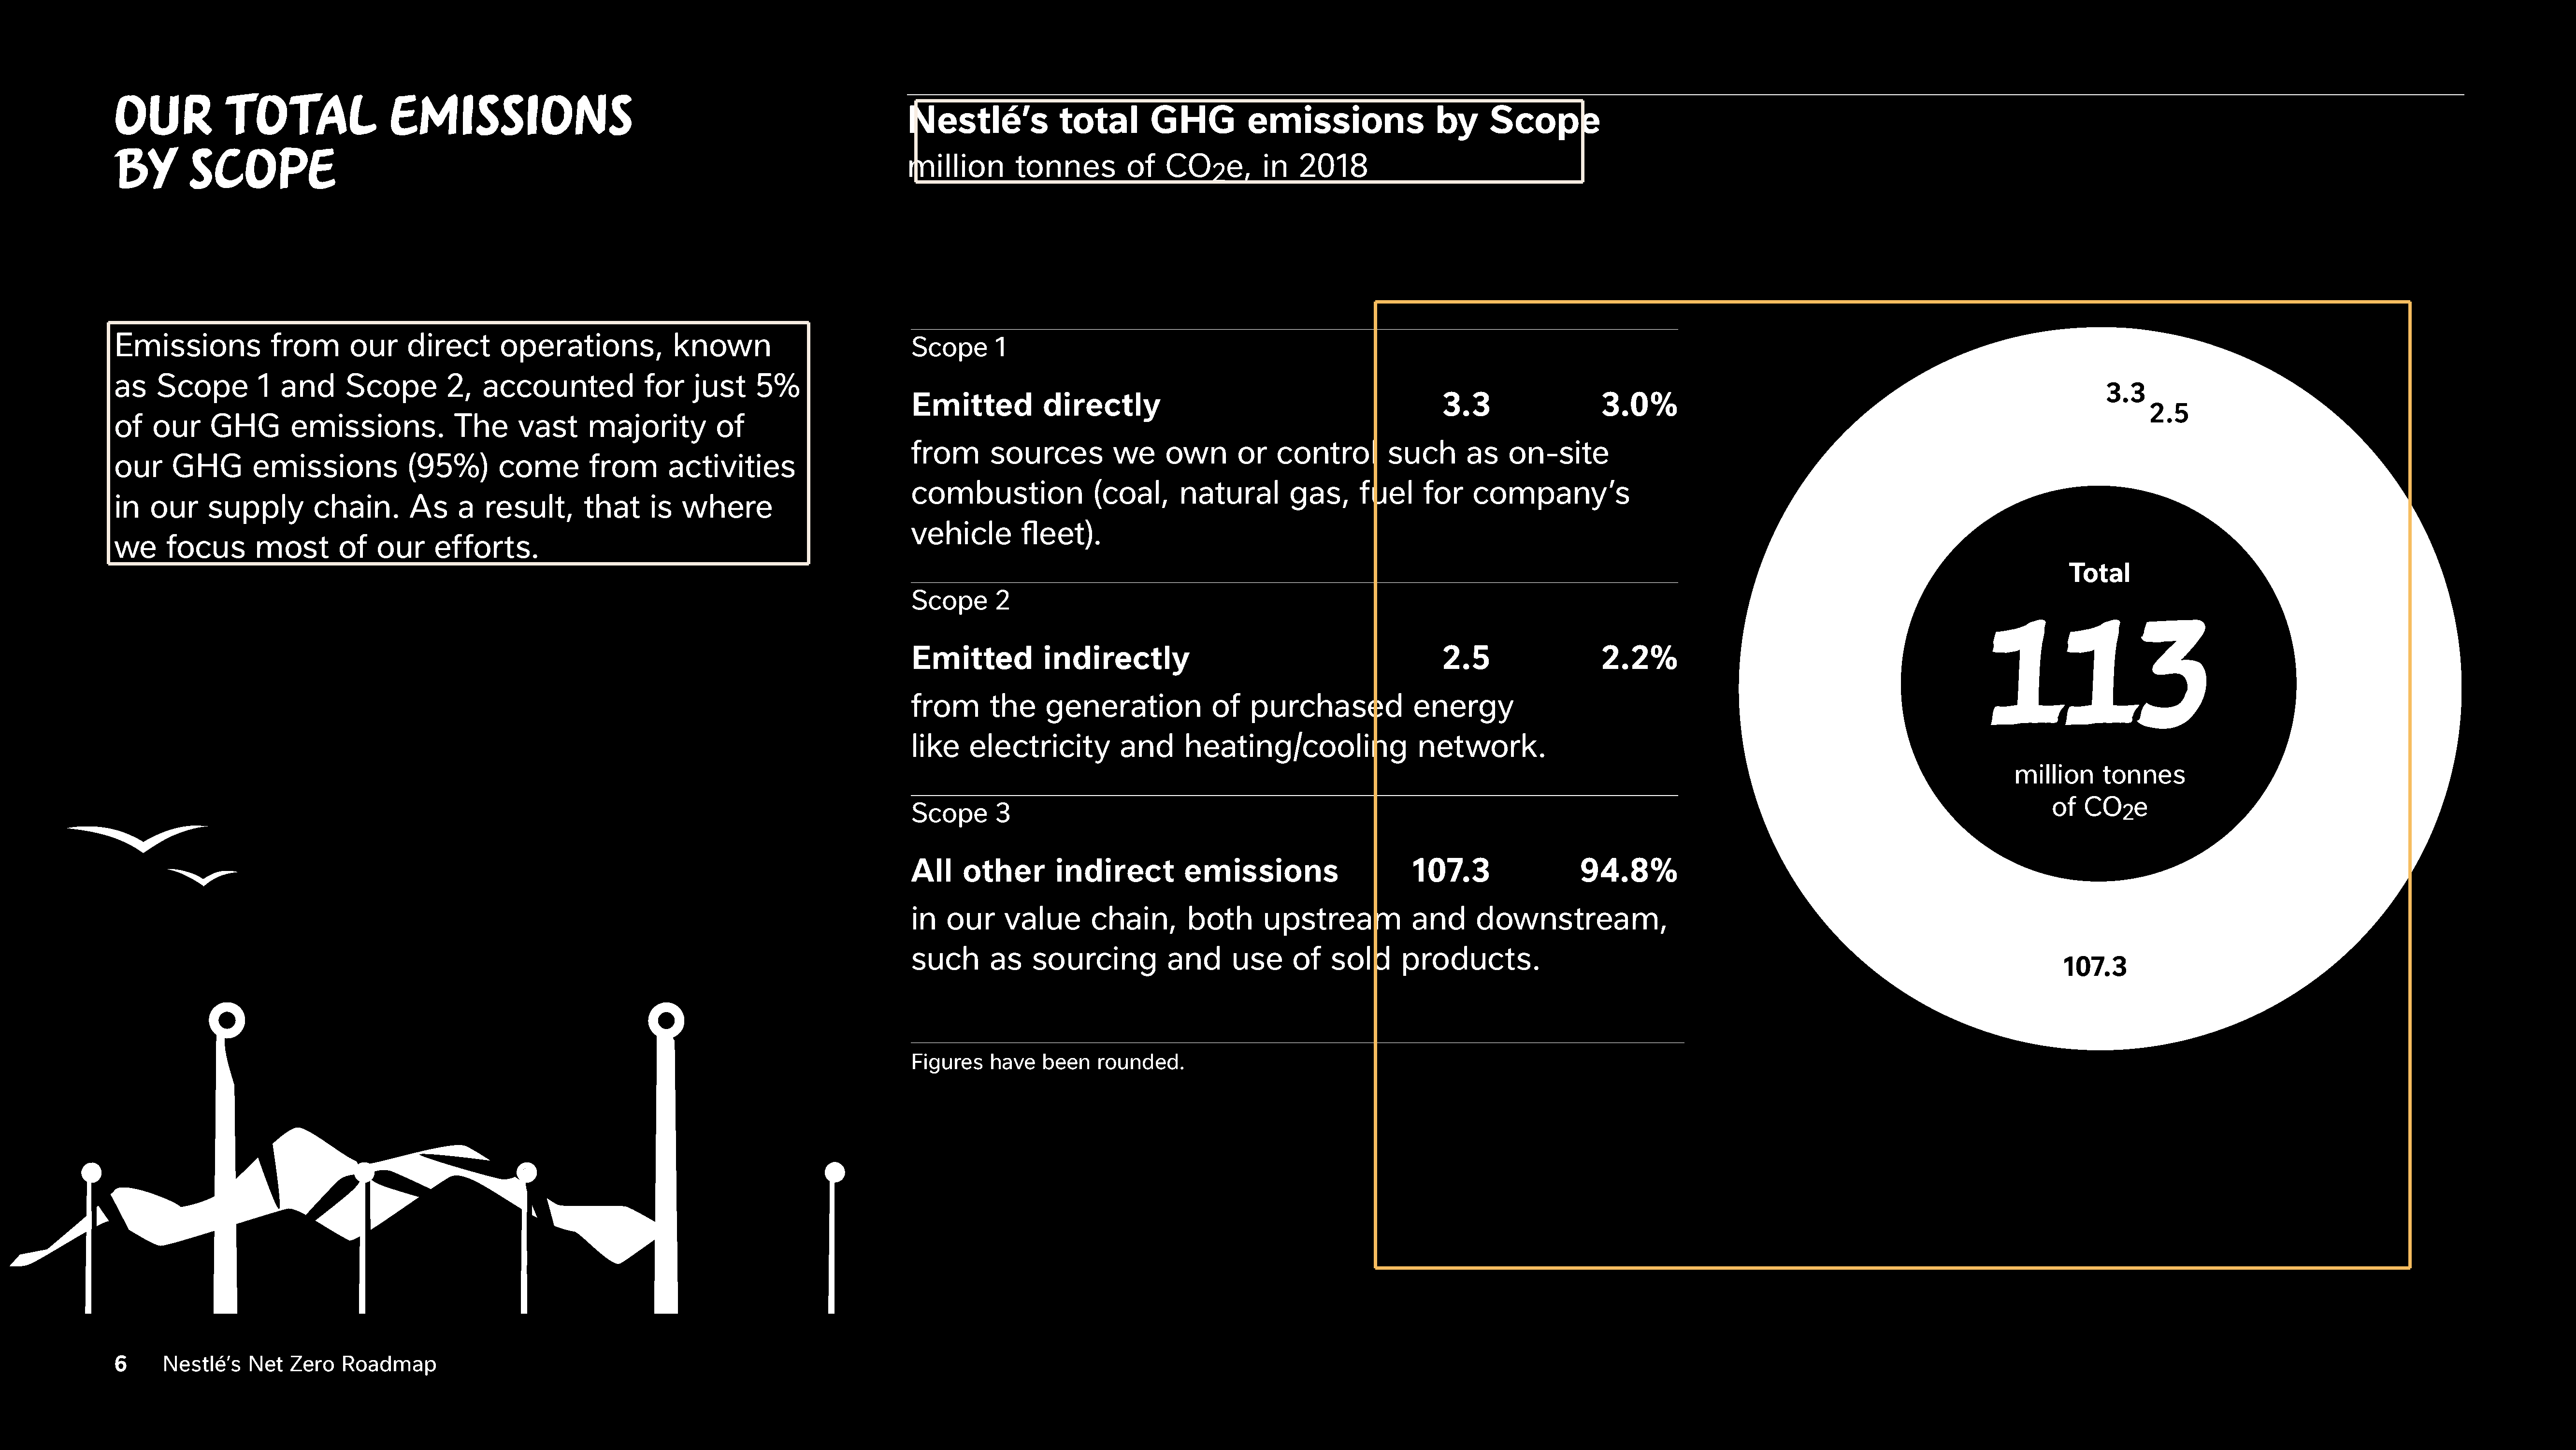 OUR TOTAL EMISSIONS
BY SCOPE
Emissions from our direct operations, known
as Scope 1 and Scope 2, accounted for just 5%
of our GHG emissions. The vast majority of
our GHG emissions (95%) come from activities
in our supply chain. As a result, that is where
we focus most of our efforts.
Nestlé’s total GHG emissions by Scope
million tonnes of CO2e, in 2018
Scope 1
Emitted directly 3.3 3.0%
from sources we own or control such as on-site
combustion (coal, natural gas, fuel for company’s
vehicle fleet).
Scope 2
Emitted indirectly 2.5 2.2%
from the generation of purchased energy
like electricity and heating/cooling network.
Scope 3
All other indirect emissions 107.3 94.8%
in our value chain, both upstream and downstream,
such as sourcing and use of sold products.
Figures have been rounded.
3.3
2.5
Total
113
million tonnes
of CO2e
107.3
6 Nestlé’s Net Zero Roadmap